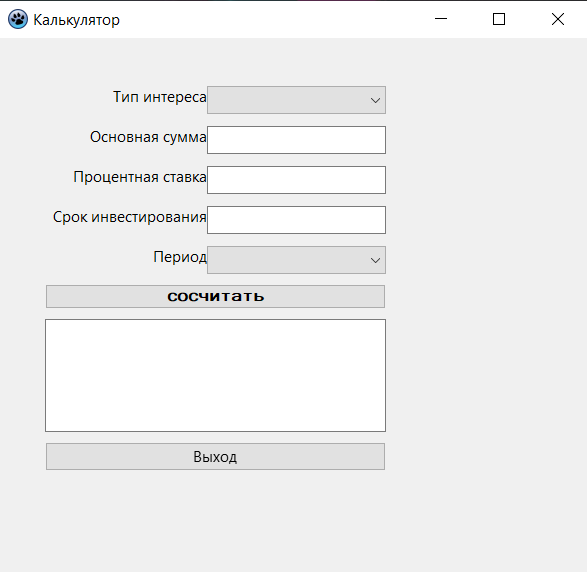 Калькулятор
Тип интереса
Основная сумма
Процентная ставка
Срок инвестирования
Период
сосчитать
Выход